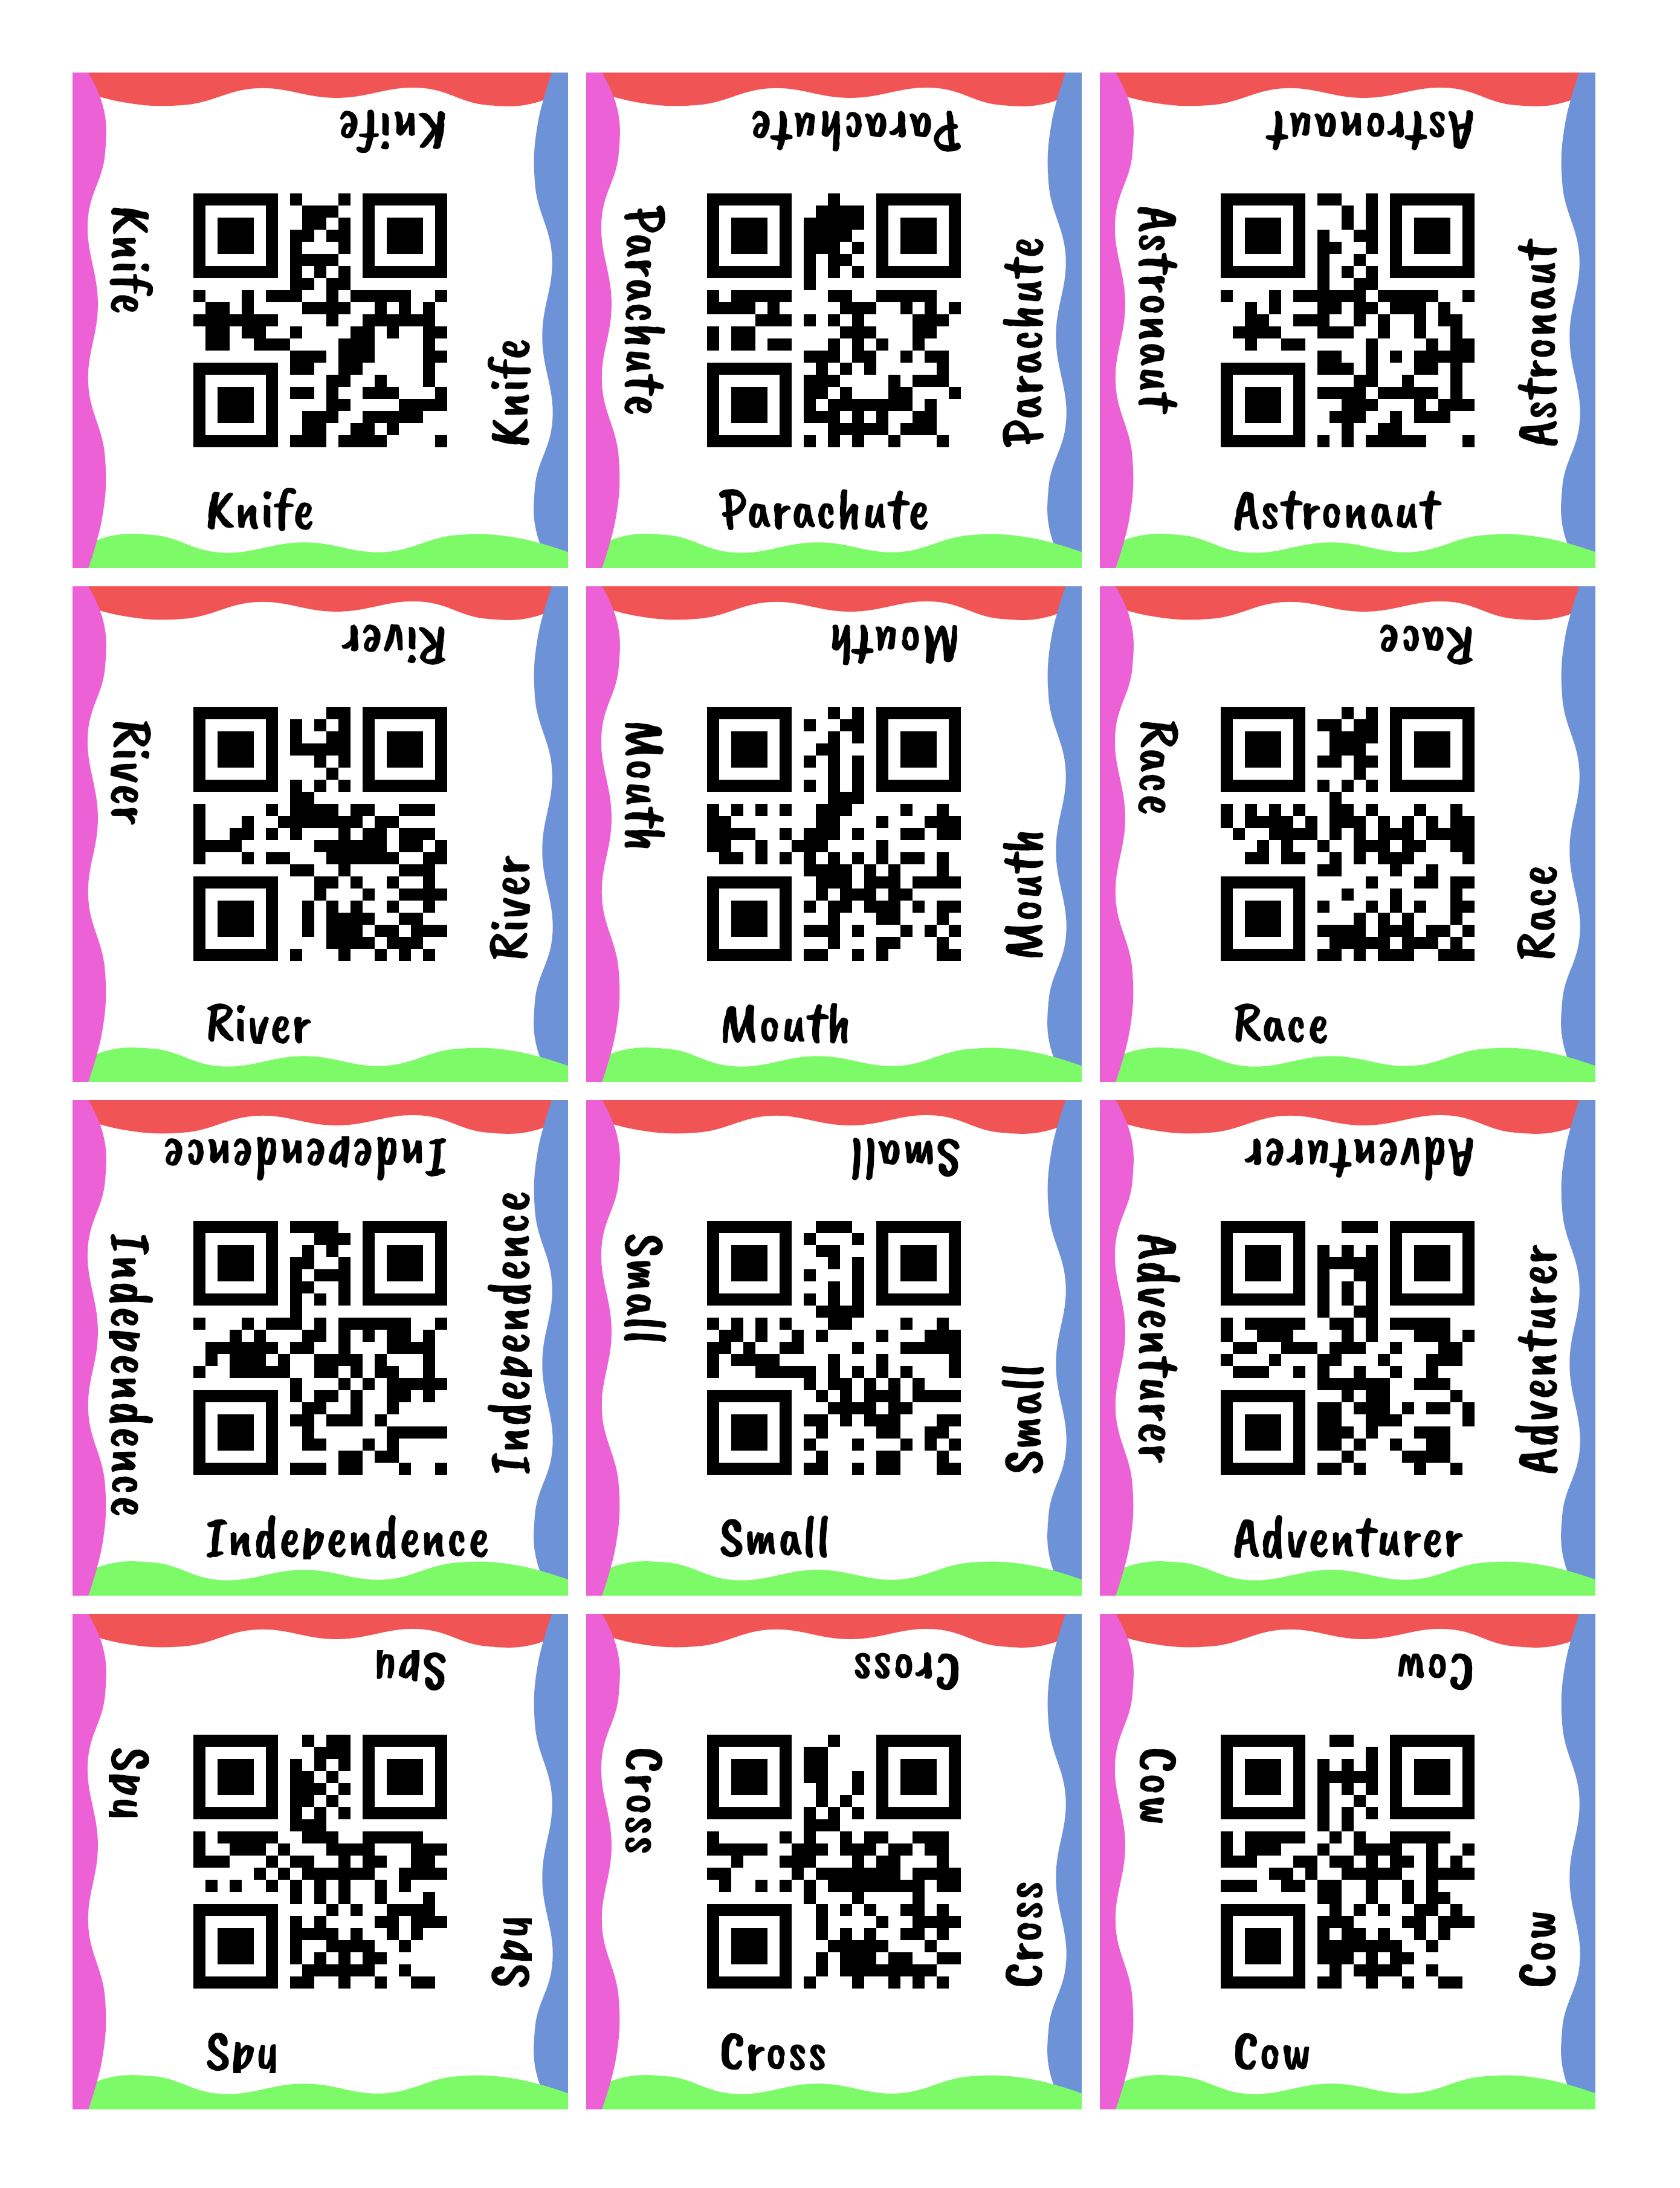 Knife
Knife
Knife
Knife
Parachute
Parachute
Parachute
Parachute
Astronaut
Astronaut
Astronaut
Astronaut
River
River
River
River
Mouth
Mouth
Mouth
Mouth
Race
Race
Race
Race
Independence
Independence
Independence
Independence
Small
Small
Small
Small
Adventurer
Adventurer
Adventurer
Adventurer
Spy
Spy
Spy
Spy
Cross
Cross
Cross
Cross
Cow
Cow
Cow
Cow